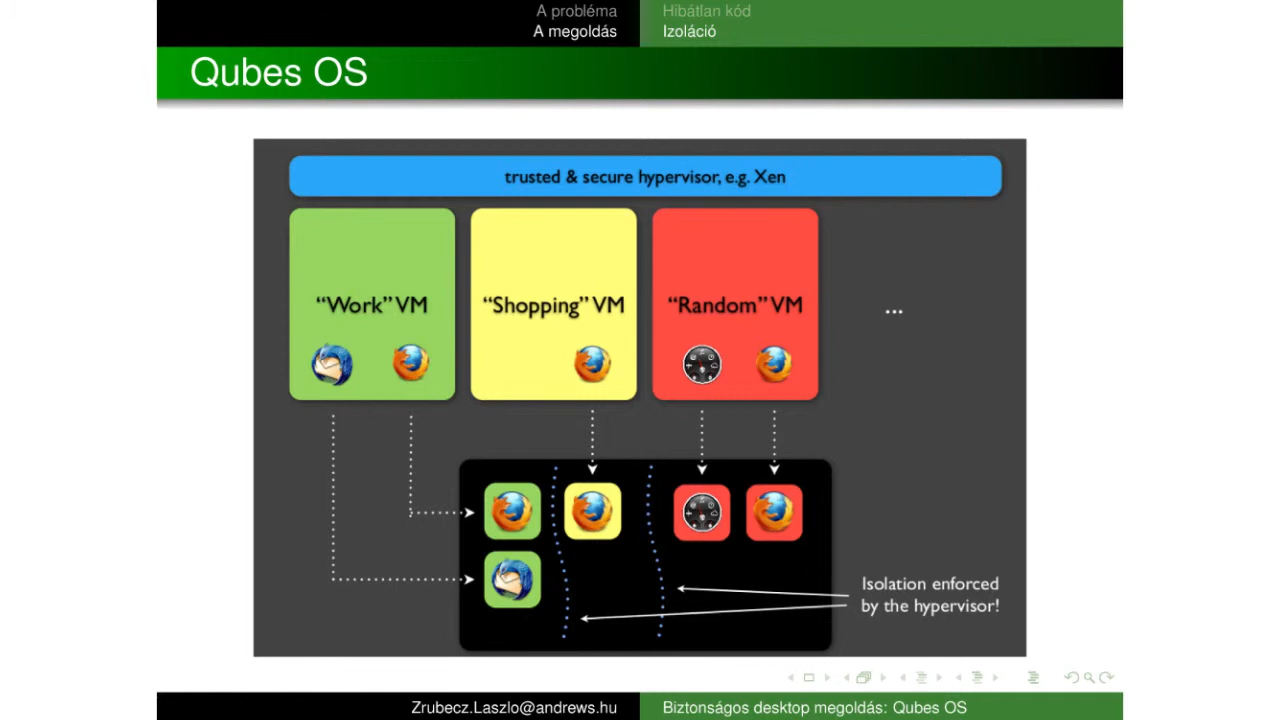 A probléma
A megoldás
Hibátlan kód
Izoláció
Qubes OS
trusted & secure hypervisor, e.g. Xen
“Work” VM
“Shopping” VM
“Random” VM
...
Isolation enforced
by the hypervisor!
Zrubecz.Laszlo@andrews.hu
Biztonságos desktop megoldás: Qubes OS